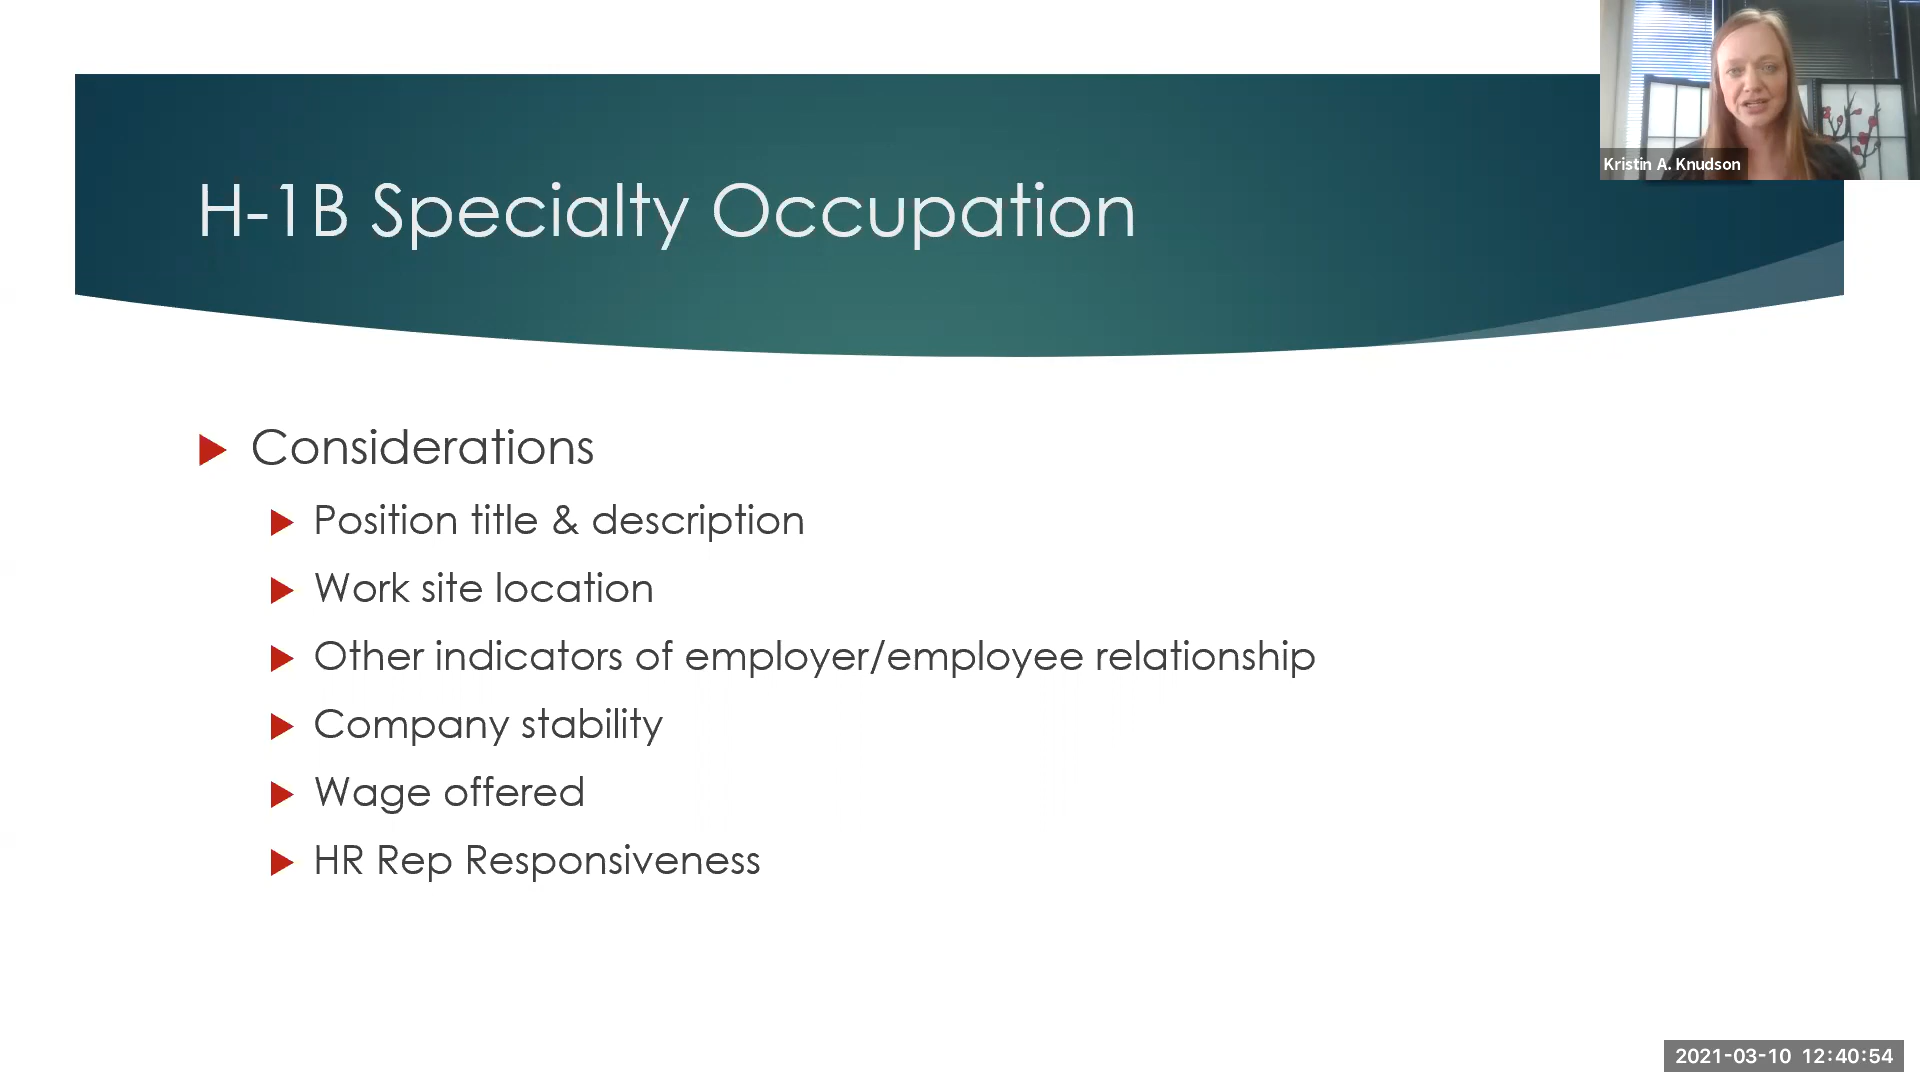 Kristin A. Knudson
H-1B Specialty Occupation
Considerations
Position title & description
Work site location
Other indicators of employer/employee relationship
Company stability
Wage offered
HR Rep Responsiveness
2021-03-10 12:40:54